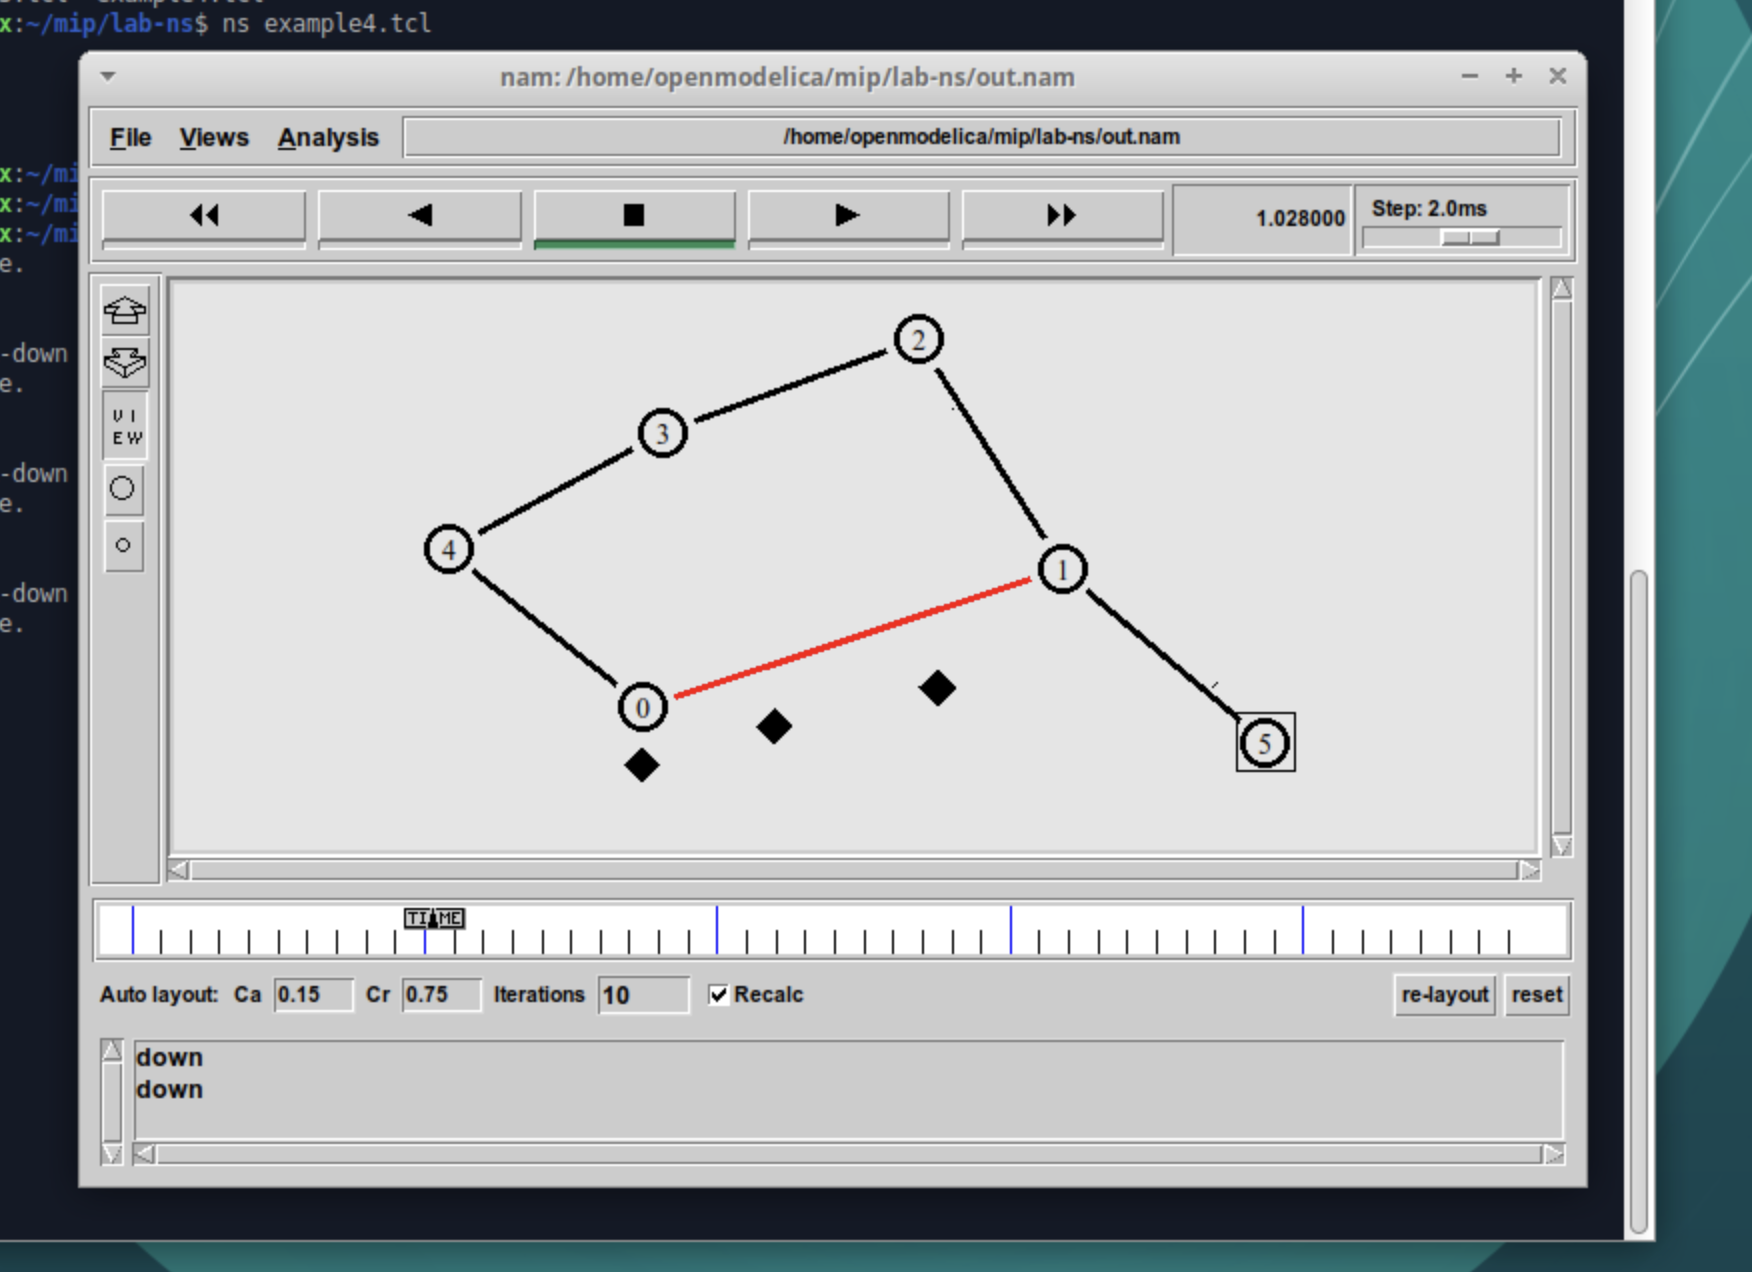 x:~/mip/lab-ns$ ns example4.tcl
nam: /home/openmodelica/mip/lab-ns/out.nam
File Views Analysis /home/openmodelica/mip/lab-ns/out.nam
x:~/mi
x:~/mi
x:~/mi
e.
-down
e.
-down
e.
-down
e.
1.028000 Step: 2.0ms
VI
EW
2
3
4
1
0
5
TIME
Auto layout: Ca 0.15 Cr 0.75 Iterations 10 Recalc re-layout reset
down
down